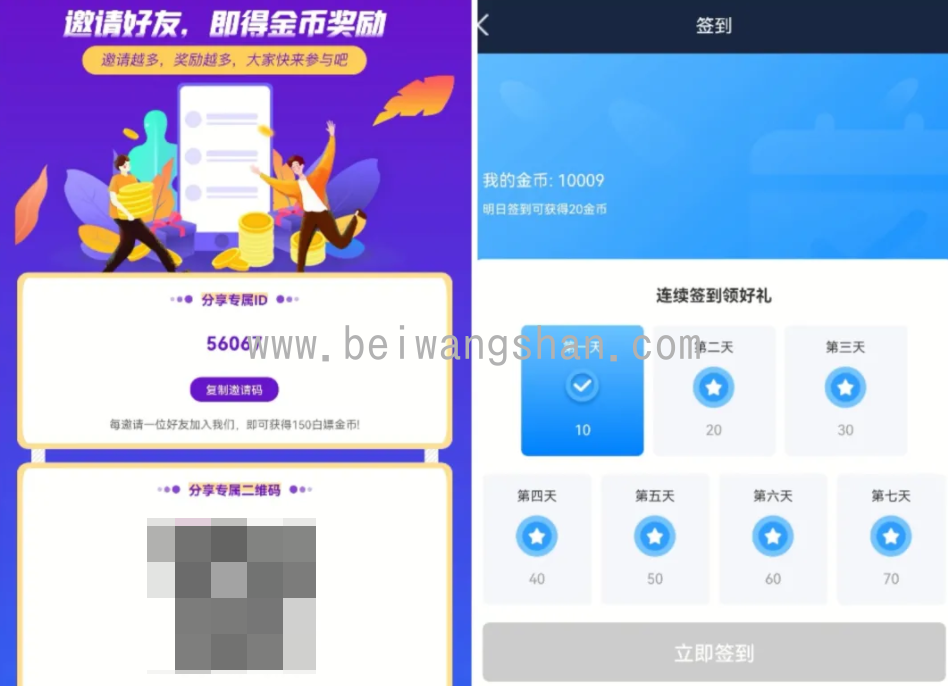 邀请好友，即得金币奖励
邀请越多，奖励越多，大家快来参与吧
分享专属ID
56067
复制邀请码
每邀请一位好友加入我们，即可获得150白嫖金币!
分享专属二维码
签到
我的金币: 10009
明日签到可获得20金币
连续签到领好礼
www.beiwangshan.com
第一天
第二天
第三天
10
20
30
第四天
第五天
第六天
第七天
40
50
60
70
立即签到